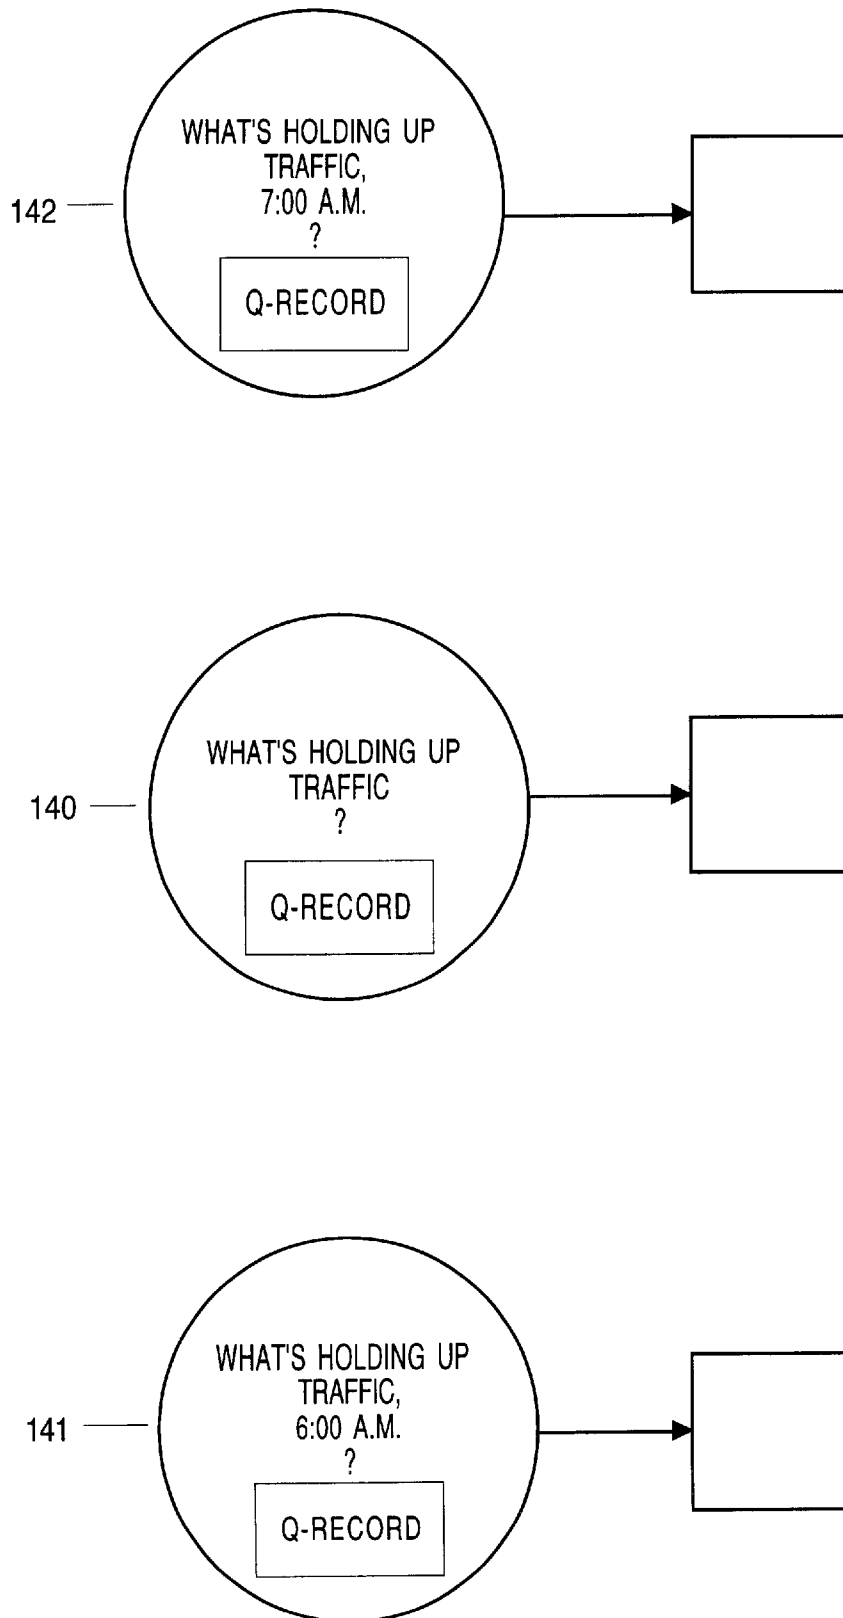 WHAT'S HOLDING UP
TRAFFIC,
7:00 A.M.
?
142
Q-RECORD
WHAT'S HOLDING UP
TRAFFIC
?
140
Q-RECORD
WHAT'S HOLDING UP
TRAFFIC,
6:00 A.M.
?
141
Q-RECORD